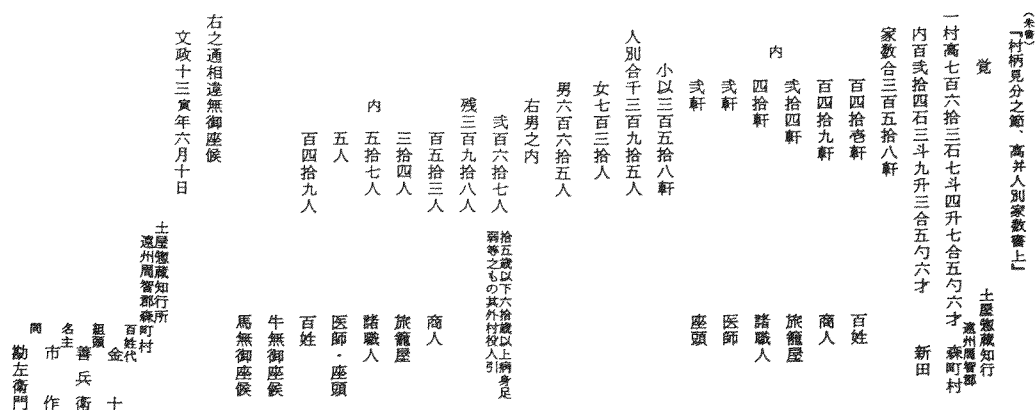 （朱書）
『村柄見分之節、高并人別家数書上』
覚
土屋惣蔵知行
遠州周智郡
一村高七百六拾三石七斗四升七合五勺六才　森町村
内百弐拾四石三斗九升三合五勺六才　新田
家数合三百五拾八軒
百四拾壱軒　百姓
百四拾九軒　商人
内
弐拾四軒　旅籠屋
四拾軒　諸職人
弐軒　医師
弐軒　座頭
小以三百五拾八軒
人別合千三百九拾五人
女七百三拾人
男六百六拾五人
右男之内
弐百六拾七人　拾五歳以下六拾歳以上病身足
弱等之もの其外村役人引
残三百九拾八人
百五拾三人　商人
三拾四人　旅籠屋
内　五拾七人　諸職人
五人　医師・座頭
百四拾九人　百姓
牛無御座候
馬無御座候
右之通相違無御座候
文政十三寅年六月十日
土屋惣蔵知行所
遠州周智郡森町村
百姓代　金十
組頭　善兵衛
名主　市作
同　勘左衛門